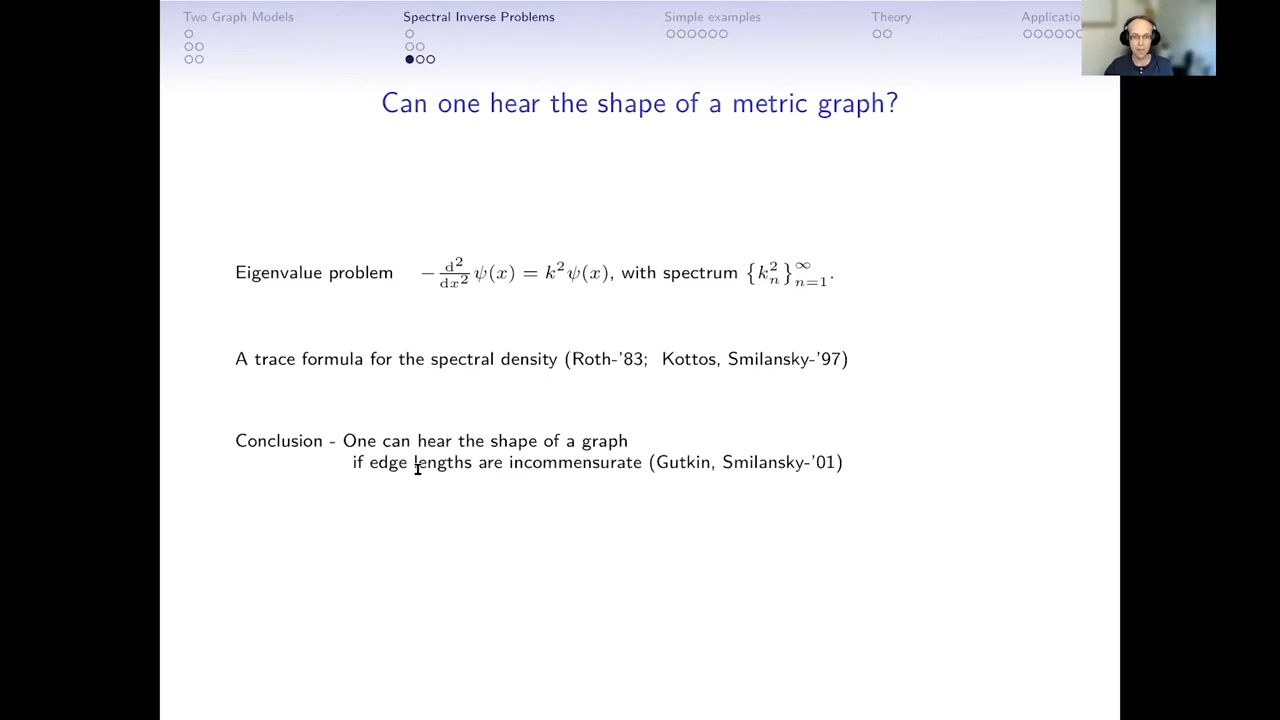 Two Graph Models Spectral Inverse Problems Simple examples Theory Applicatio
Can one hear the shape of a metric graph?
Eigenvalue problem −d²/dx² ψ(x) = k²ψ(x), with spectrum {k²ₙ}^∞_{n=1}.
A trace formula for the spectral density (Roth-'83; Kottos, Smilansky-'97)
Conclusion - One can hear the shape of a graph
if edge lengths are incommensurate (Gutkin, Smilansky-'01)